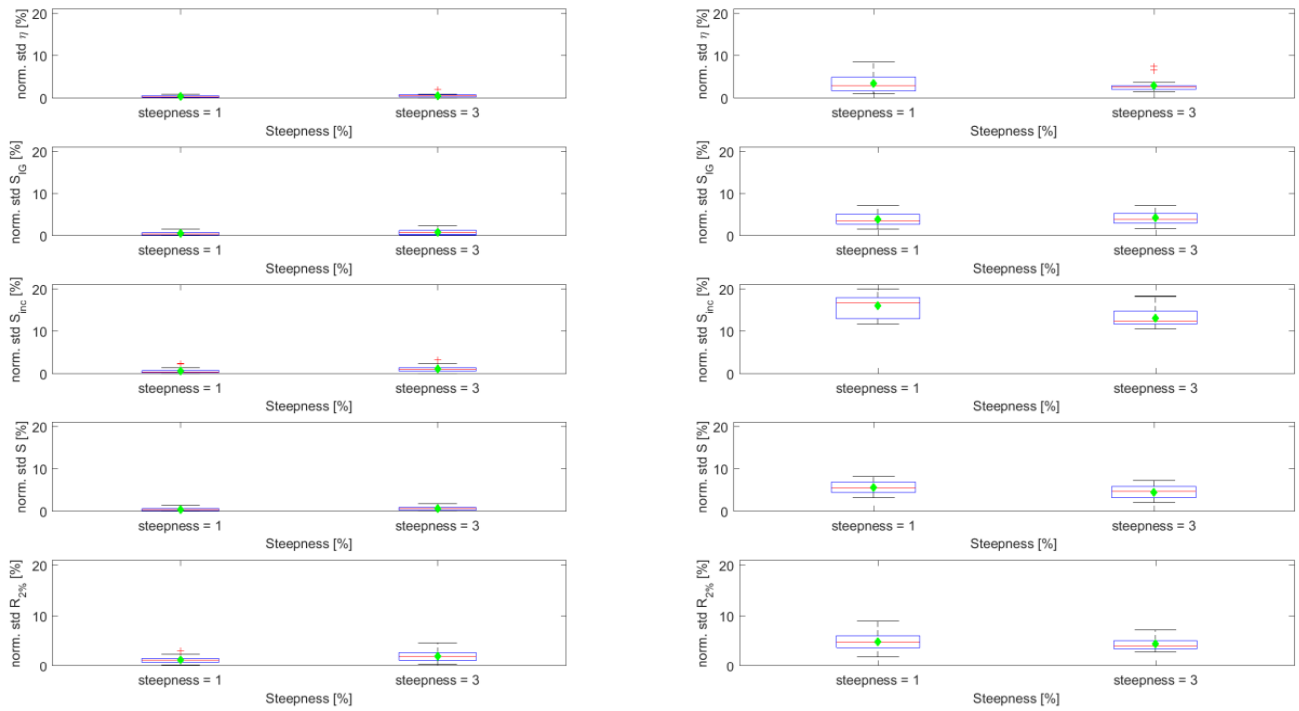 norm. std η [%]
20
10
0
steepness = 1 steepness = 3
Steepness [%]
norm. std S_IG [%]
20
10
0
steepness = 1 steepness = 3
Steepness [%]
norm. std S_inc [%]
20
10
0
steepness = 1 steepness = 3
Steepness [%]
norm. std S [%]
20
10
0
steepness = 1 steepness = 3
Steepness [%]
norm. std R_2% [%]
20
10
0
steepness = 1 steepness = 3
Steepness [%]
norm. std η [%]
20
10
0
steepness = 1 steepness = 3
Steepness [%]
norm. std S_IG [%]
20
10
0
steepness = 1 steepness = 3
Steepness [%]
norm. std S_inc [%]
20
10
0
steepness = 1 steepness = 3
Steepness [%]
norm. std S [%]
20
10
0
steepness = 1 steepness = 3
Steepness [%]
norm. std R_2% [%]
20
10
0
steepness = 1 steepness = 3
Steepness [%]